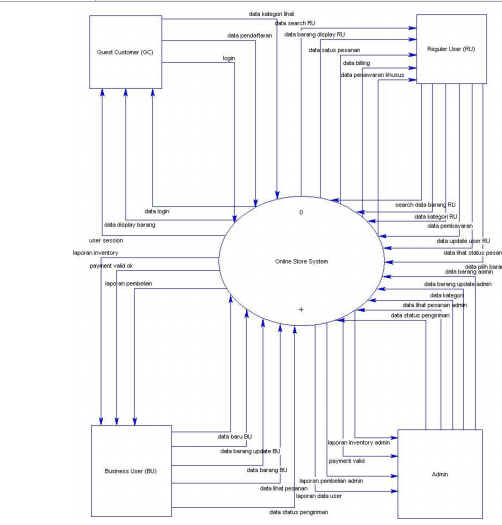 data kategori lihat
data search RU
data pendaftaran
data barang display RU
data satus pesanan
login
data billing
data penawaran khusus
Guest Customer (GC)
Reguler User (RU)
search data barang RU
data kategori RU
data login
data pembayaran
data display barang
data update user RU
user session
data lihat status pesan
laporan inventory
data pilih baran
payment valid ok
data barang admin
laporan pembelian
data barang update admin
data kategori
data lihat pesanan admin
data status pengiriman
0
Online Store System
+
data baru BU
data barang update BU
data barang BU
data lihat pesanan
data status pengiriman
Business User (BU)
laporan inventory admin
payment valid
laporan pembelian admin
laporan data user
Admin